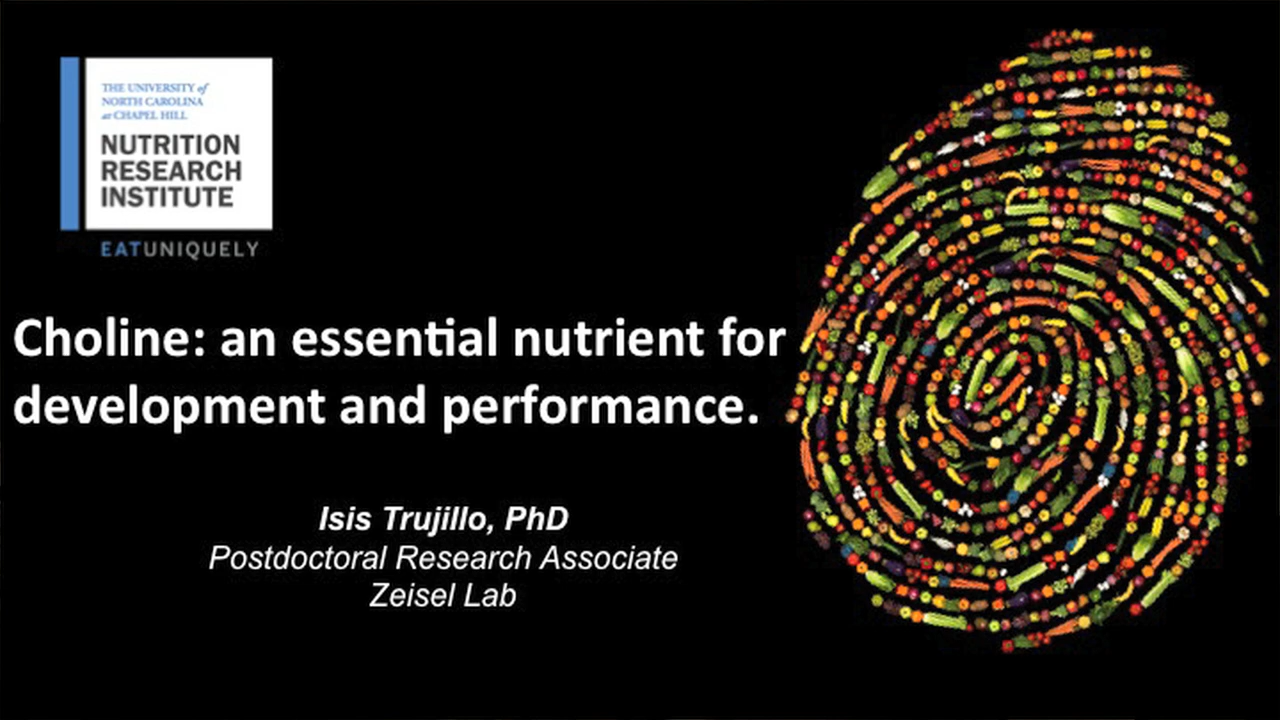 THE UNIVERSITY of
NORTH CAROLINA
at CHAPEL HILL
NUTRITION
RESEARCH
INSTITUTE
EATUNIQUELY
Choline: an essential nutrient for
development and performance.
Isis Trujillo, PhD
Postdoctoral Research Associate
Zeisel Lab